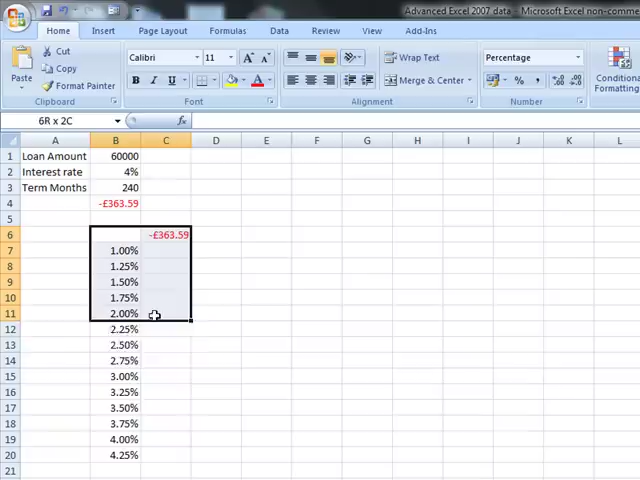 Advanced Excel 2007 data - Microsoft Excel non-comme
Home Insert Page Layout Formulas Data Review View Add-Ins
Paste
Cut
Copy
Format Painter
Clipboard
Calibri 11
B I U A
Font
Wrap Text
Merge & Center
Alignment
Percentage
% , .0 .00 .00 .0
Number
Conditional
Formatting
6R x 2C fx
A B C D E F G H I J K L
1 Loan Amount 60000
2 Interest rate 4%
3 Term Months 240
4 -£363.59
5
6 -£363.59
7 1.00%
8 1.25%
9 1.50%
10 1.75%
11 2.00%
12 2.25%
13 2.50%
14 2.75%
15 3.00%
16 3.25%
17 3.50%
18 3.75%
19 4.00%
20 4.25%
21